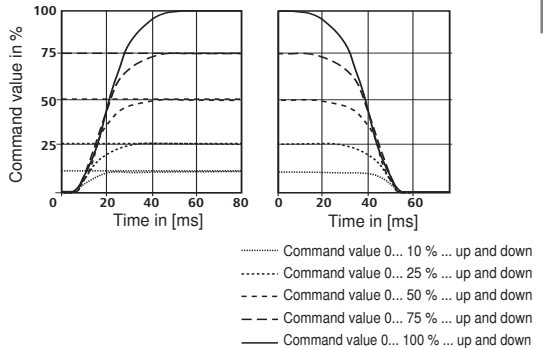 100
75
50
25
Command value in %
0 20 40 60 80
Time in [ms]
0 20 40 60
Time in [ms]
Command value 0... 10 % ... up and down
Command value 0... 25 % ... up and down
Command value 0... 50 % ... up and down
Command value 0... 75 % ... up and down
Command value 0... 100 % ... up and down